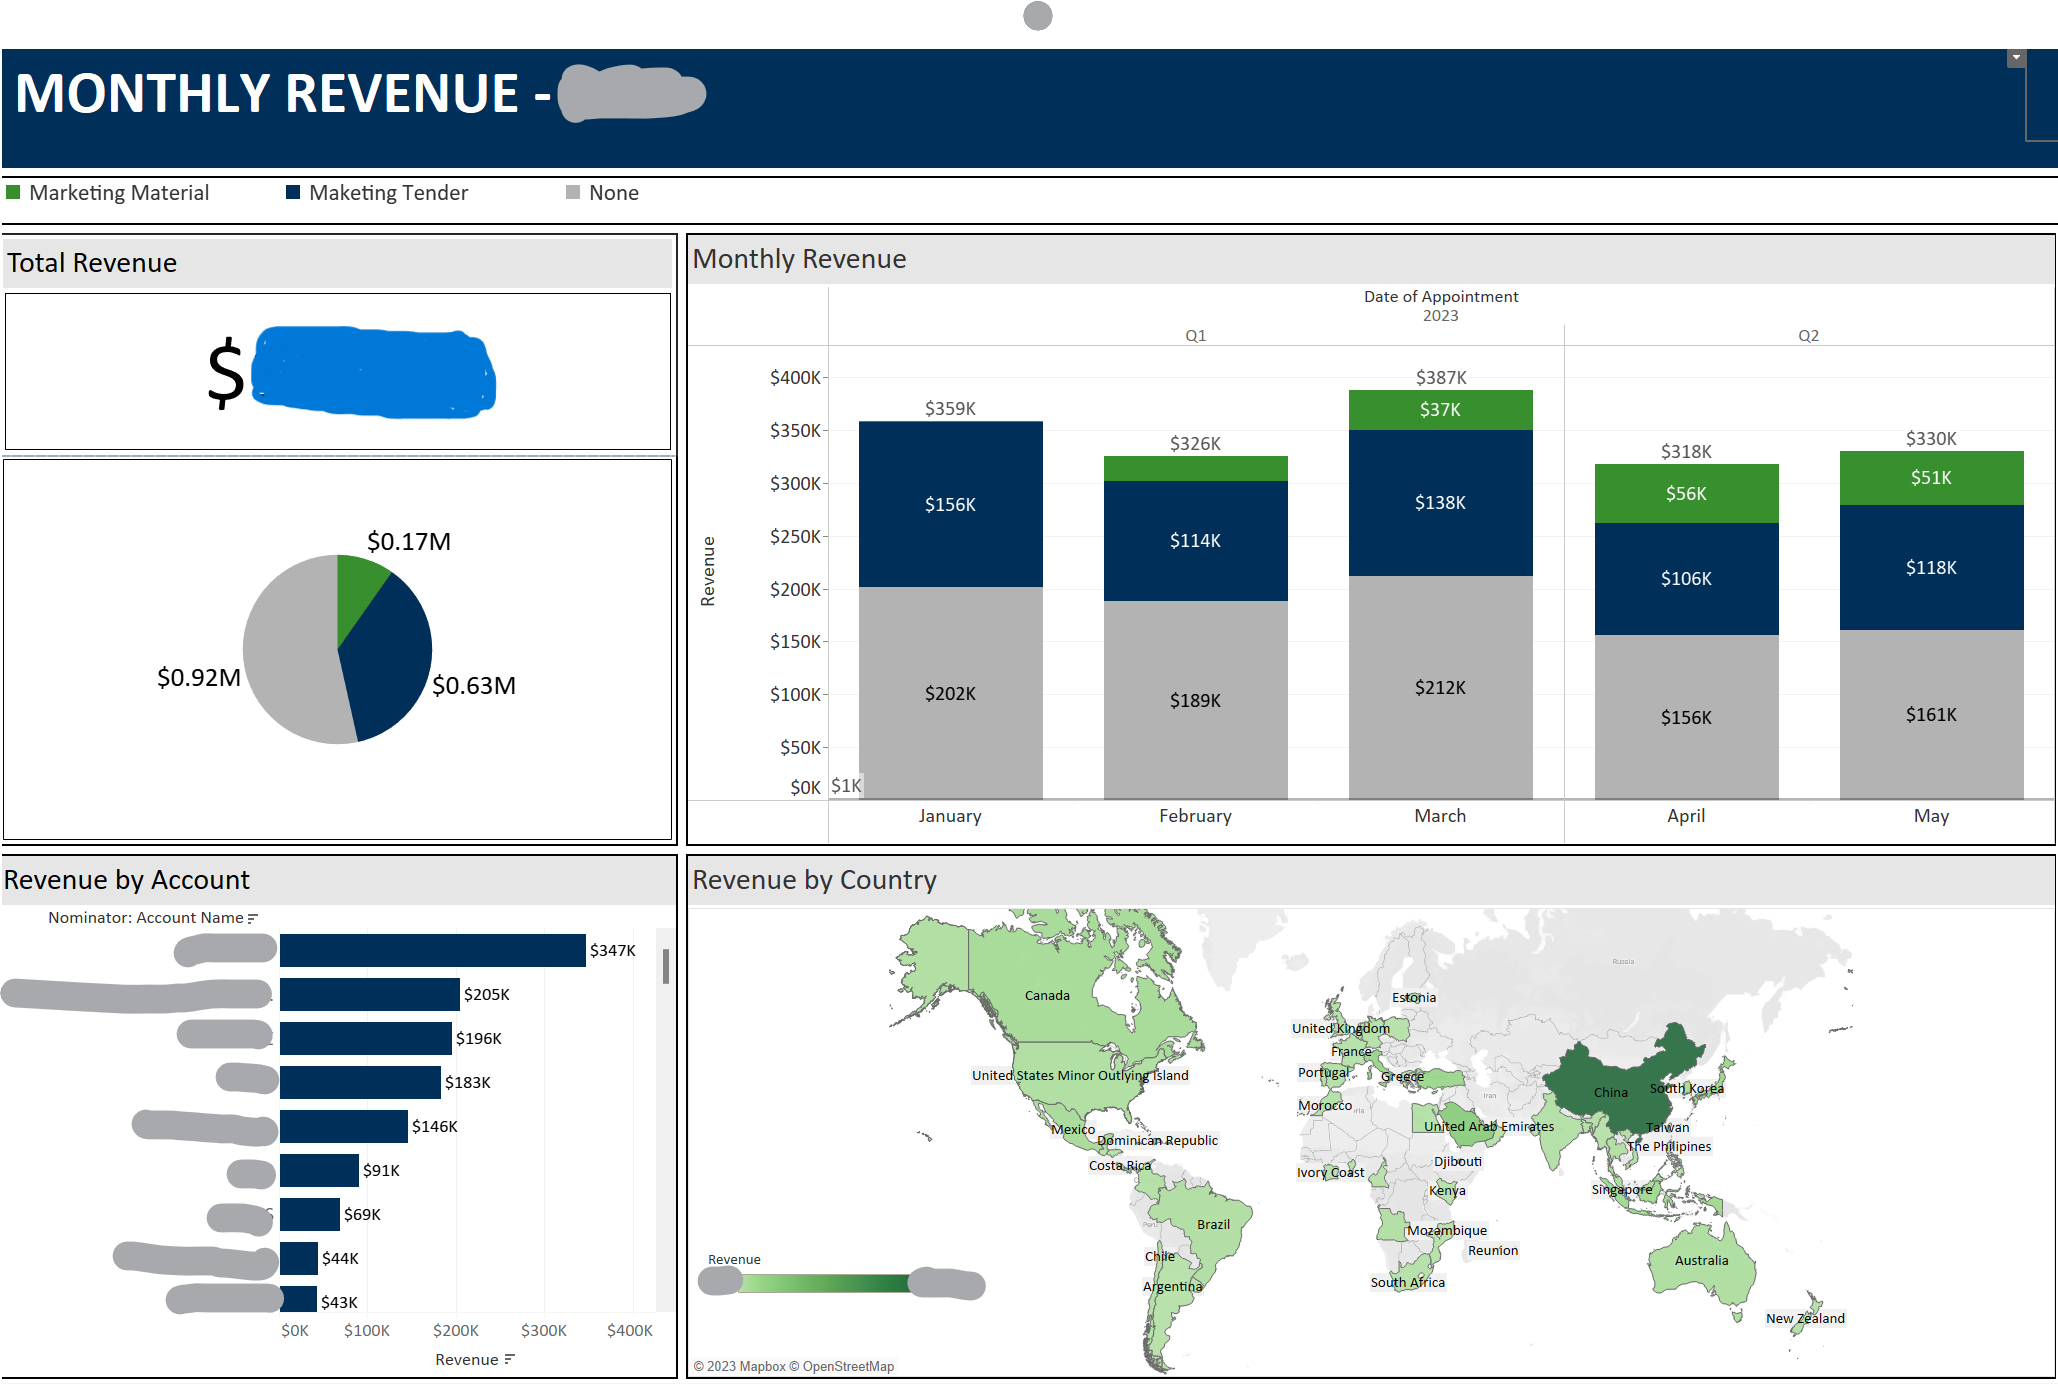 MONTHLY REVENUE -
Marketing Material
Maketing Tender
None
Total Revenue
$
$0.17M
$0.92M
$0.63M
Monthly Revenue
Date of Appointment
2023
Q1
Q2
Revenue
$400K
$350K
$300K
$250K
$200K
$150K
$100K
$50K
$0K
$359K
$156K
$202K
$1K
$326K
$114K
$189K
$387K
$37K
$138K
$212K
$318K
$56K
$106K
$156K
$330K
$51K
$118K
$161K
January
February
March
April
May
Revenue by Account
Nominator: Account Name
$347K
$205K
$196K
$183K
$146K
$91K
$69K
$44K
$43K
$0K
$100K
$200K
$300K
$400K
Revenue
Revenue by Country
Russia
Canada
Estonia
United Kingdom
France
United States Minor Outlying Island
Portugal
Greece
China
South Korea
Iran
Morocco
Mexico
United Arab Emirates
Taiwan
Dominican Republic
The Philipines
Costa Rica
Ivory Coast
Djibouti
Kenya
Singapore
Peru
Brazil
Mozambique
Reunion
Chile
Australia
Argentina
South Africa
New Zealand
Revenue
© 2023 Mapbox © OpenStreetMap